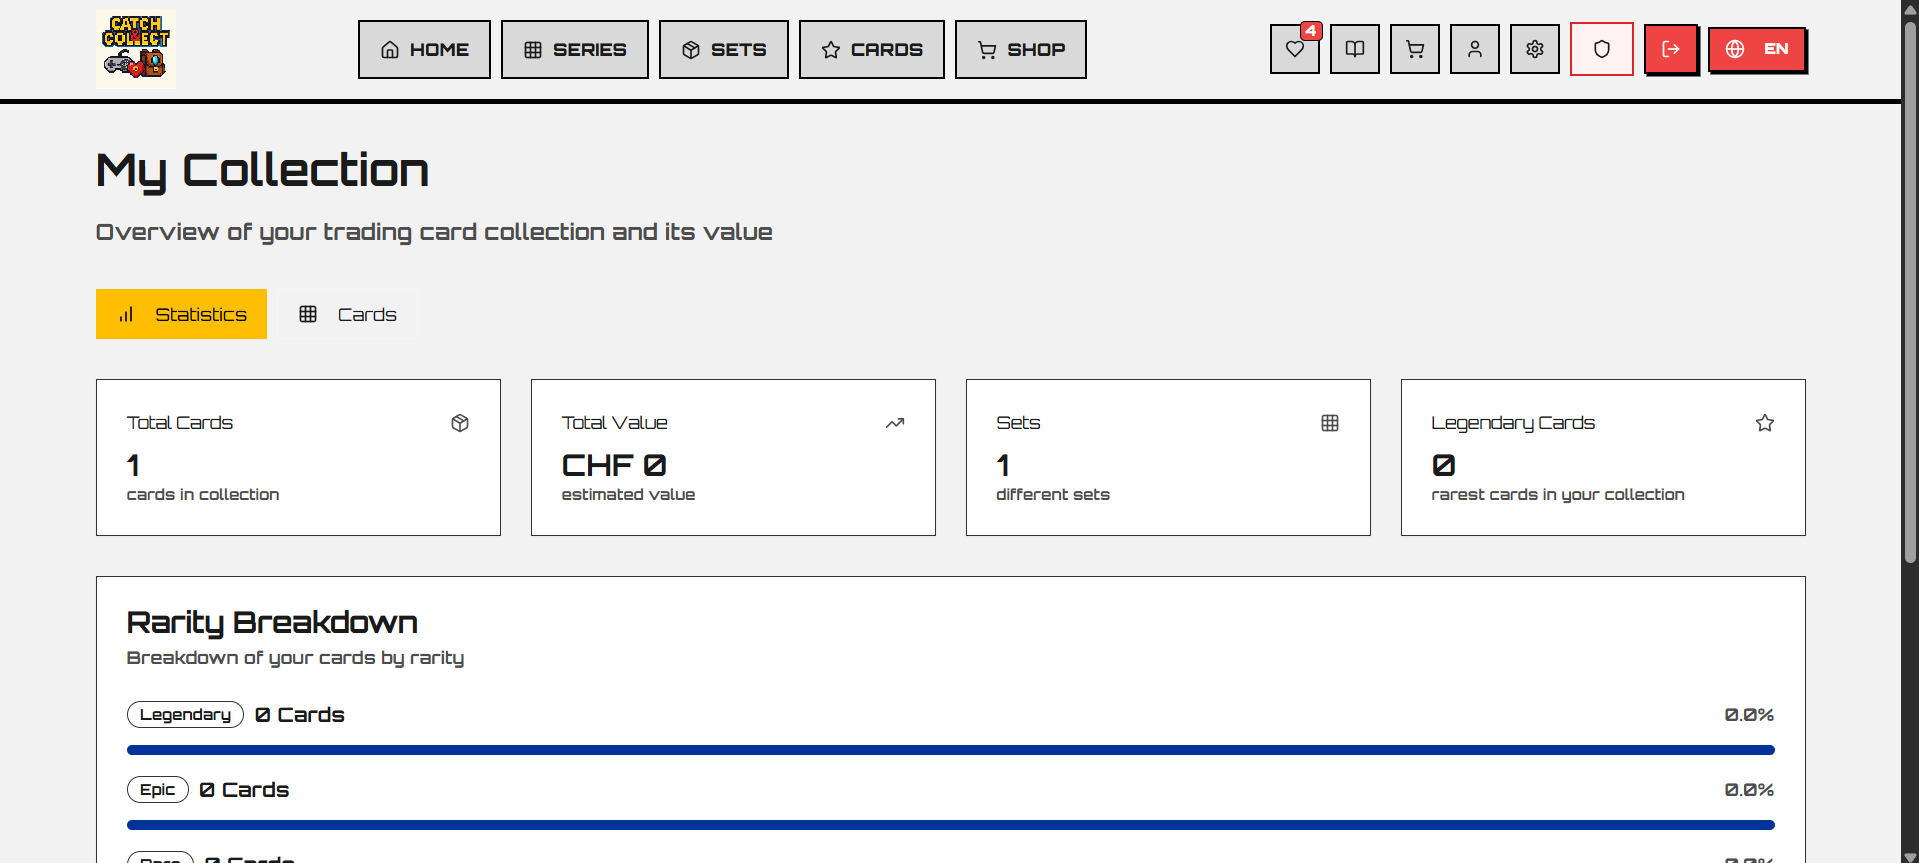 CATCH
&
COLLECT
HOME
SERIES
SETS
CARDS
SHOP
4
EN
My Collection
Overview of your trading card collection and its value
Statistics
Cards
Total Cards
1
cards in collection
Total Value
CHF 0
estimated value
Sets
1
different sets
Legendary Cards
0
rarest cards in your collection
Rarity Breakdown
Breakdown of your cards by rarity
Legendary 0 Cards 0.0%
Epic 0 Cards 0.0%
Rare 0 Cards 0.0%